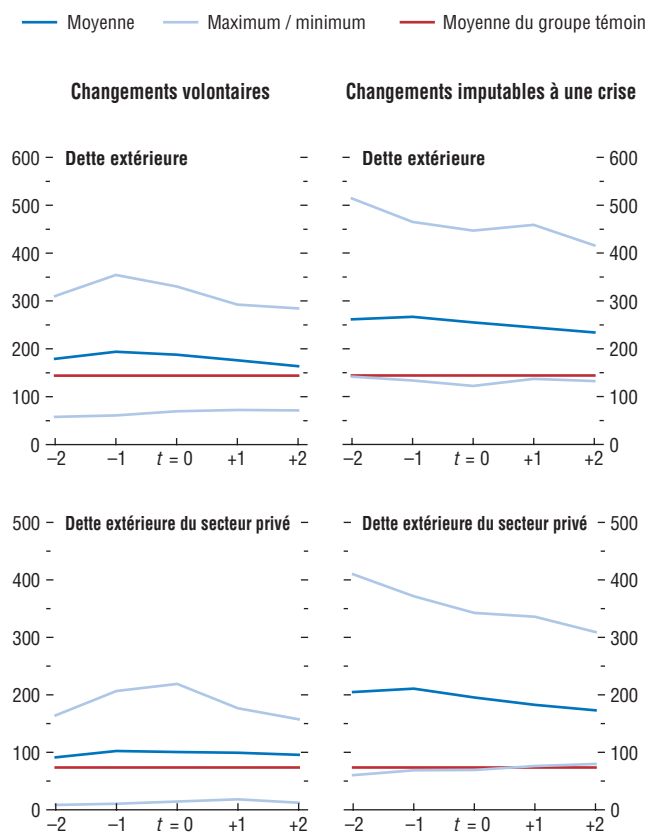 Moyenne Maximum / minimum Moyenne du groupe témoin
Changements volontaires Changements imputables à une crise
600 Dette extérieure Dette extérieure 600
500 500
400 400
300 300
200 200
100 100
0 0
–2 –1 t = 0 +1 +2 –2 –1 t = 0 +1 +2
500 Dette extérieure du secteur privé Dette extérieure du secteur privé 500
400 400
300 300
200 200
100 100
0 0
–2 –1 t = 0 +1 +2 –2 –1 t = 0 +1 +2